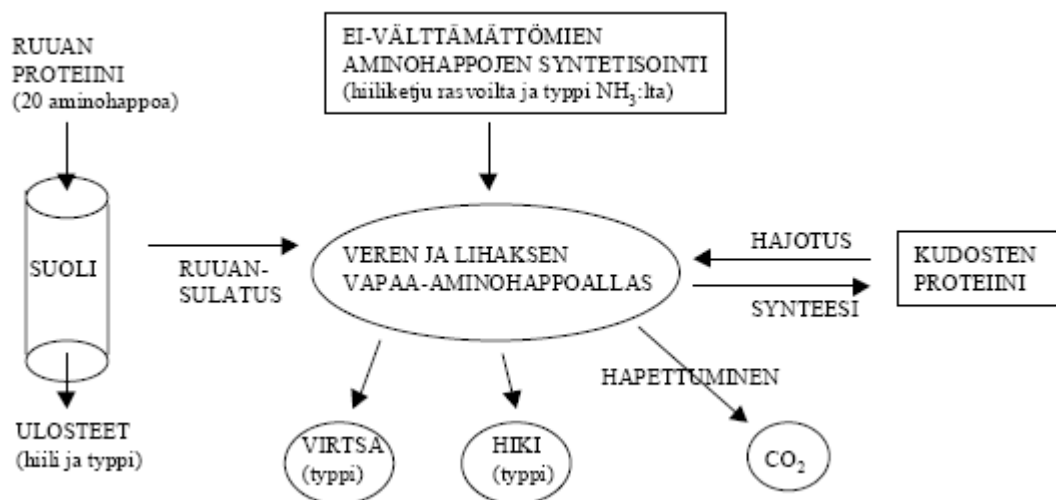 RUUAN
PROTEIINI
(20 aminohappoa)
EI-VÄLTTÄMÄTTÖMIEN
AMINOHAPPOJEN SYNTETISOINTI
(hiiliketju rasvoilta ja typpi NH₃:lta)
SUOLI
RUUAN-
SULATUS
VEREN JA LIHAKSEN
VAPAA-AMINOHAPPOALLAS
HAJOTUS
SYNTEESI
KUDOSTEN
PROTEIINI
HAPETTUMINEN
ULOSTEET
(hiili ja typpi)
VIRTSA
(typpi)
HIKI
(typpi)
CO₂